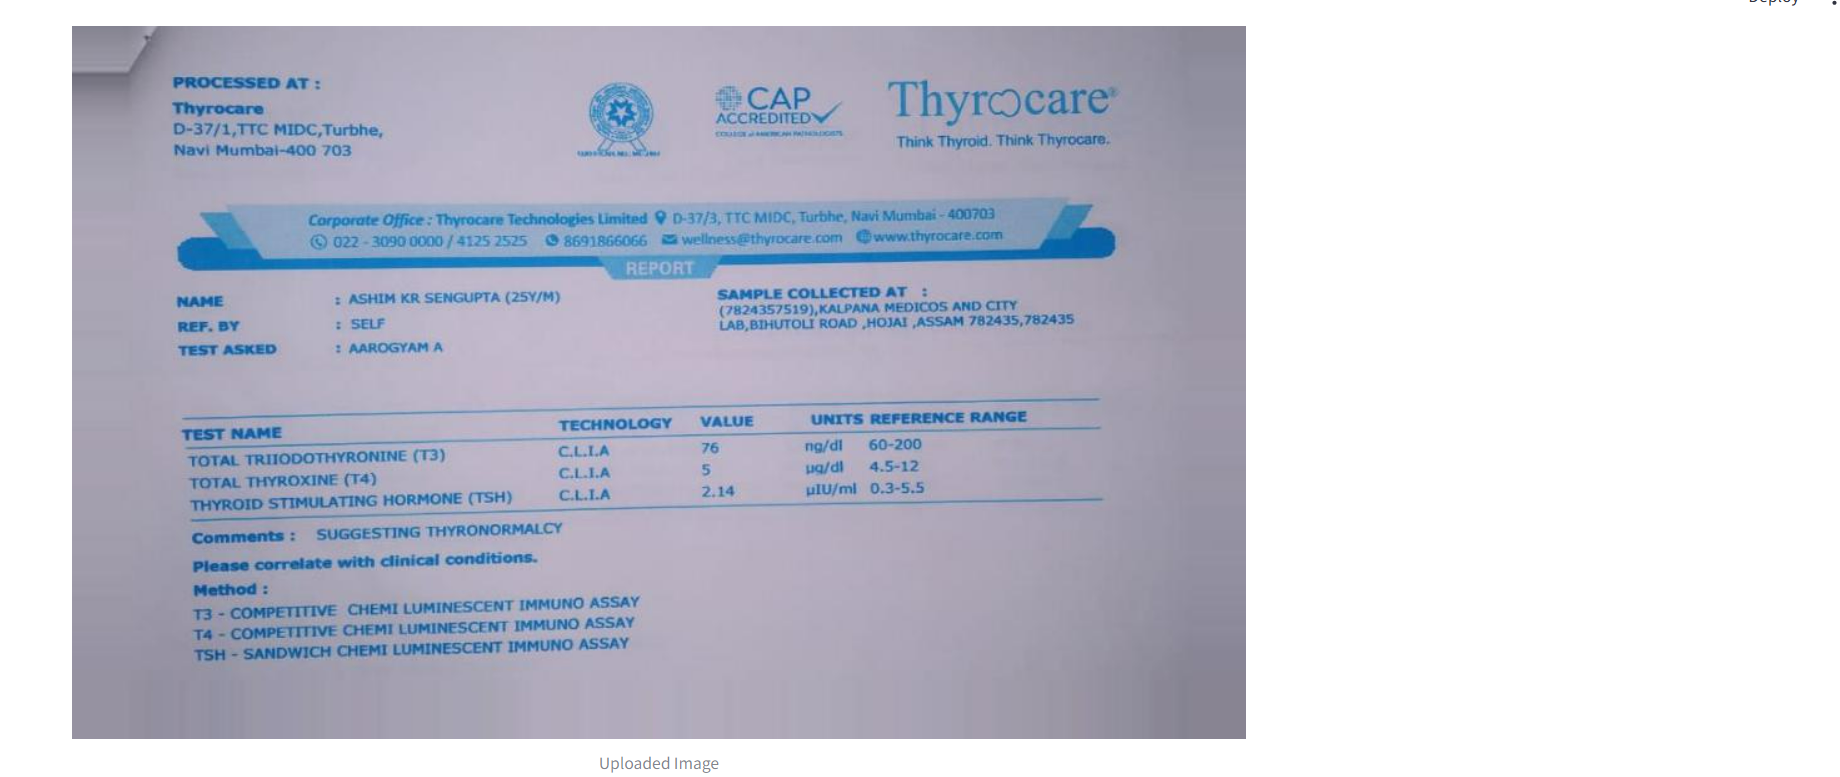 Deploy
PROCESSED AT :
Thyrocare
D-37/1,TTC MIDC,Turbhe,
Navi Mumbai-400 703
CAP
ACCREDITED
COLLEGE of AMERICAN PATHOLOGISTS
Thyrocare®
Think Thyroid. Think Thyrocare.
Corporate Office : Thyrocare Technologies Limited D-37/3, TTC MIDC, Turbhe, Navi Mumbai - 400703
022 - 3090 0000 / 4125 2525 8691866066 wellness@thyrocare.com www.thyrocare.com
REPORT
NAME : ASHIM KR SENGUPTA (25Y/M)
REF. BY : SELF
TEST ASKED : AAROGYAM A
SAMPLE COLLECTED AT :
(7824357519),KALPANA MEDICOS AND CITY
LAB,BIHUTOLI ROAD ,HOJAI ,ASSAM 782435,782435
TEST NAME TECHNOLOGY VALUE UNITS REFERENCE RANGE
TOTAL TRIIODOTHYRONINE (T3) C.L.I.A 76 ng/dl 60-200
TOTAL THYROXINE (T4) C.L.I.A 5 µg/dl 4.5-12
THYROID STIMULATING HORMONE (TSH) C.L.I.A 2.14 µIU/ml 0.3-5.5
Comments : SUGGESTING THYRONORMALCY
Please correlate with clinical conditions.
Method :
T3 - COMPETITIVE CHEMI LUMINESCENT IMMUNO ASSAY
T4 - COMPETITIVE CHEMI LUMINESCENT IMMUNO ASSAY
TSH - SANDWICH CHEMI LUMINESCENT IMMUNO ASSAY
Uploaded Image